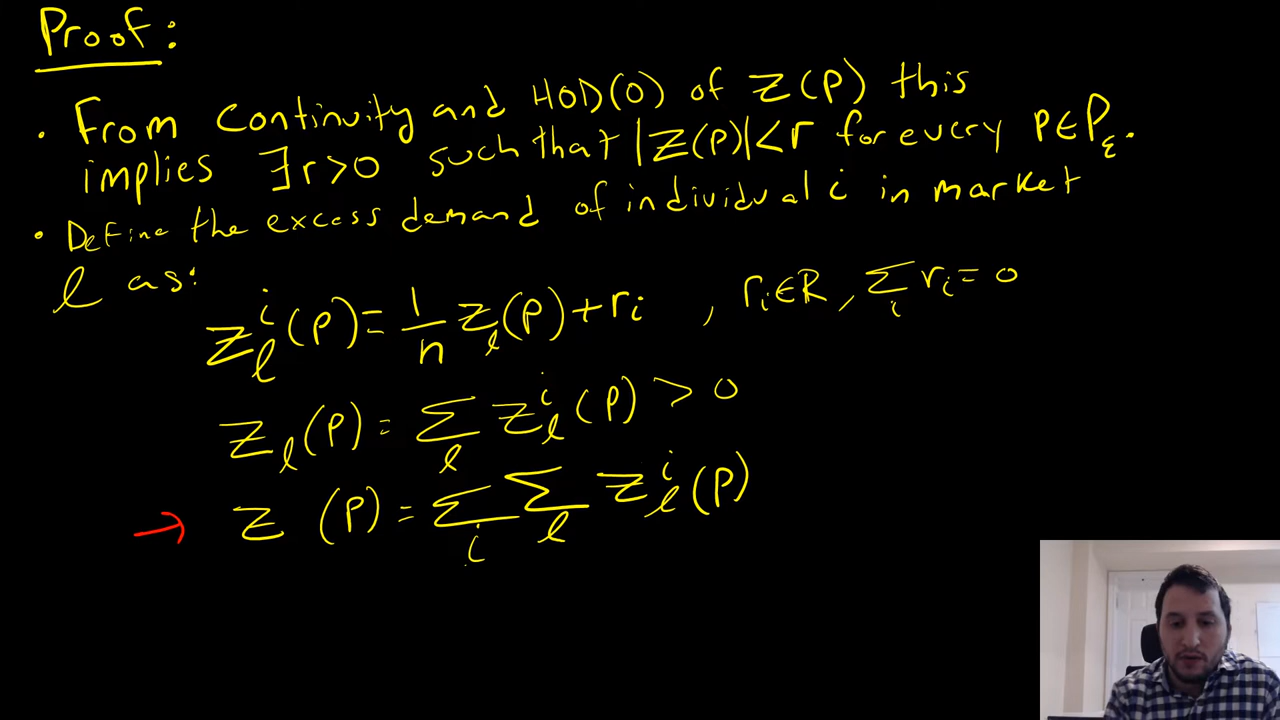 Proof:
• From Continuity and HOD(0) of Z(P) this
implies ∃r>0 such that |Z(P)|<r for every P∈P_ε.
• Define the excess demand of individual i in market
l as:
Z_l^i(P)= 1/n Z_l(P)+r_i , r_i∈R, Σ_i r_i=0
Z_l(P)= Σ_l Z_l^i(P) > 0
→ Z (P)= Σ_i Σ_l Z_l^i(P)